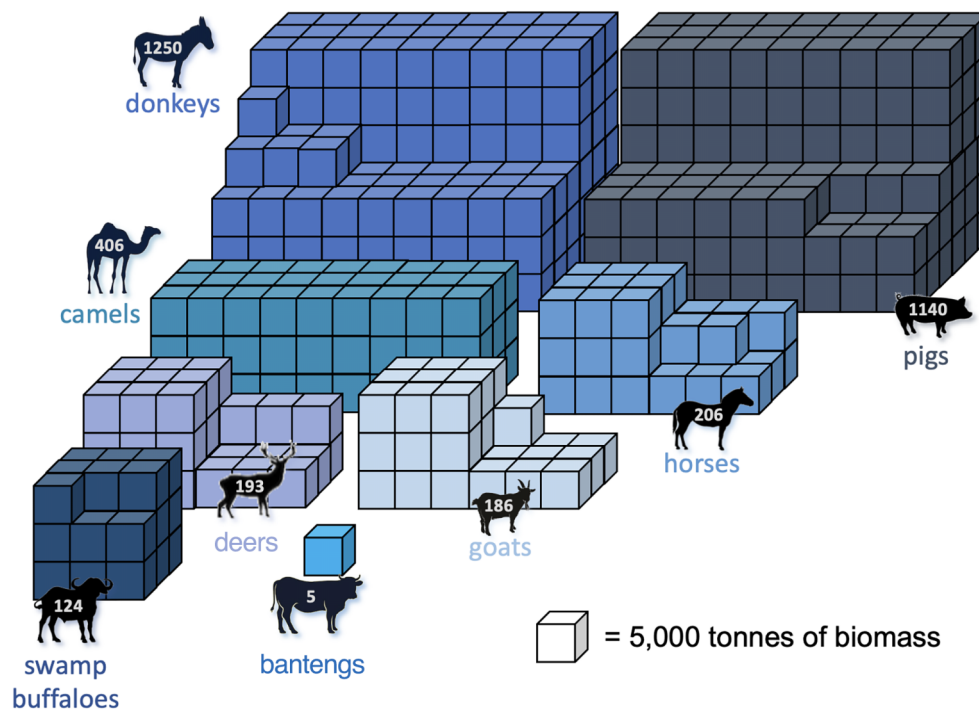 1250
donkeys
406
camels
1140
pigs
206
horses
193
deers
186
goats
124
swamp
buffaloes
5
bantengs
= 5,000 tonnes of biomass